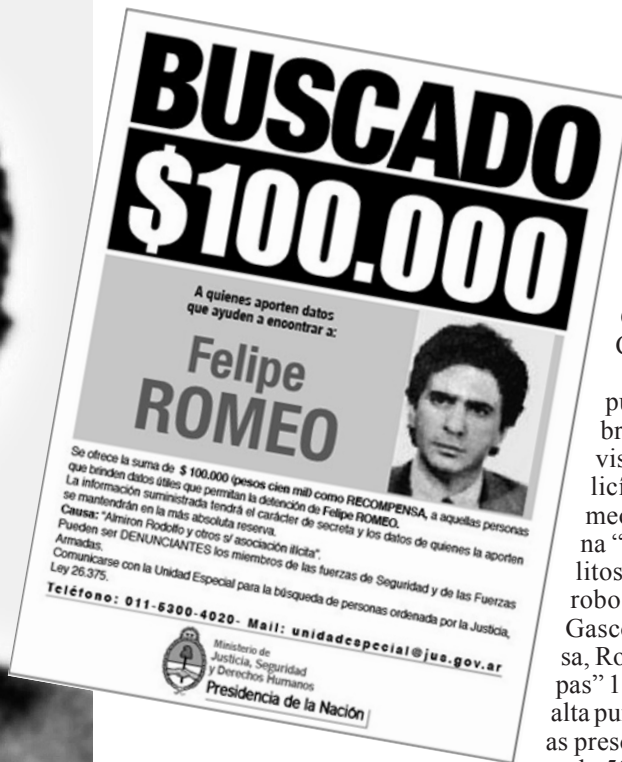 BUSCADO
$100.000
A quienes aporten datos
que ayuden a encontrar a:
Felipe
ROMEO
Se ofrece la suma de $ 100.000 (pesos cien mil) como RECOMPENSA, a aquellas personas
que brinden datos útiles que permitan la detención de Felipe ROMEO.
La información suministrada tendrá el carácter de secreta y los datos de quienes la aporten
se mantendrán en la más absoluta reserva.
Causa: "Almiron Rodolfo y otros s/ asociación ilícita".
Pueden ser DENUNCIANTES los miembros de las fuerzas de Seguridad y de las Fuerzas
Armadas.
Comunicarse con la Unidad Especial para la búsqueda de personas ordenada por la Justicia,
Ley 26.375.
Teléfono: 011-5300-4020- Mail: unidadespecial@jus.gov.ar
Ministerio de
Justicia, Seguridad
y Derechos Humanos
Presidencia de la Nación
pu
br
vis
licí
med
na “
litos
robo
Gasc
sa, Ro
pas” 1
alta pu
as pres